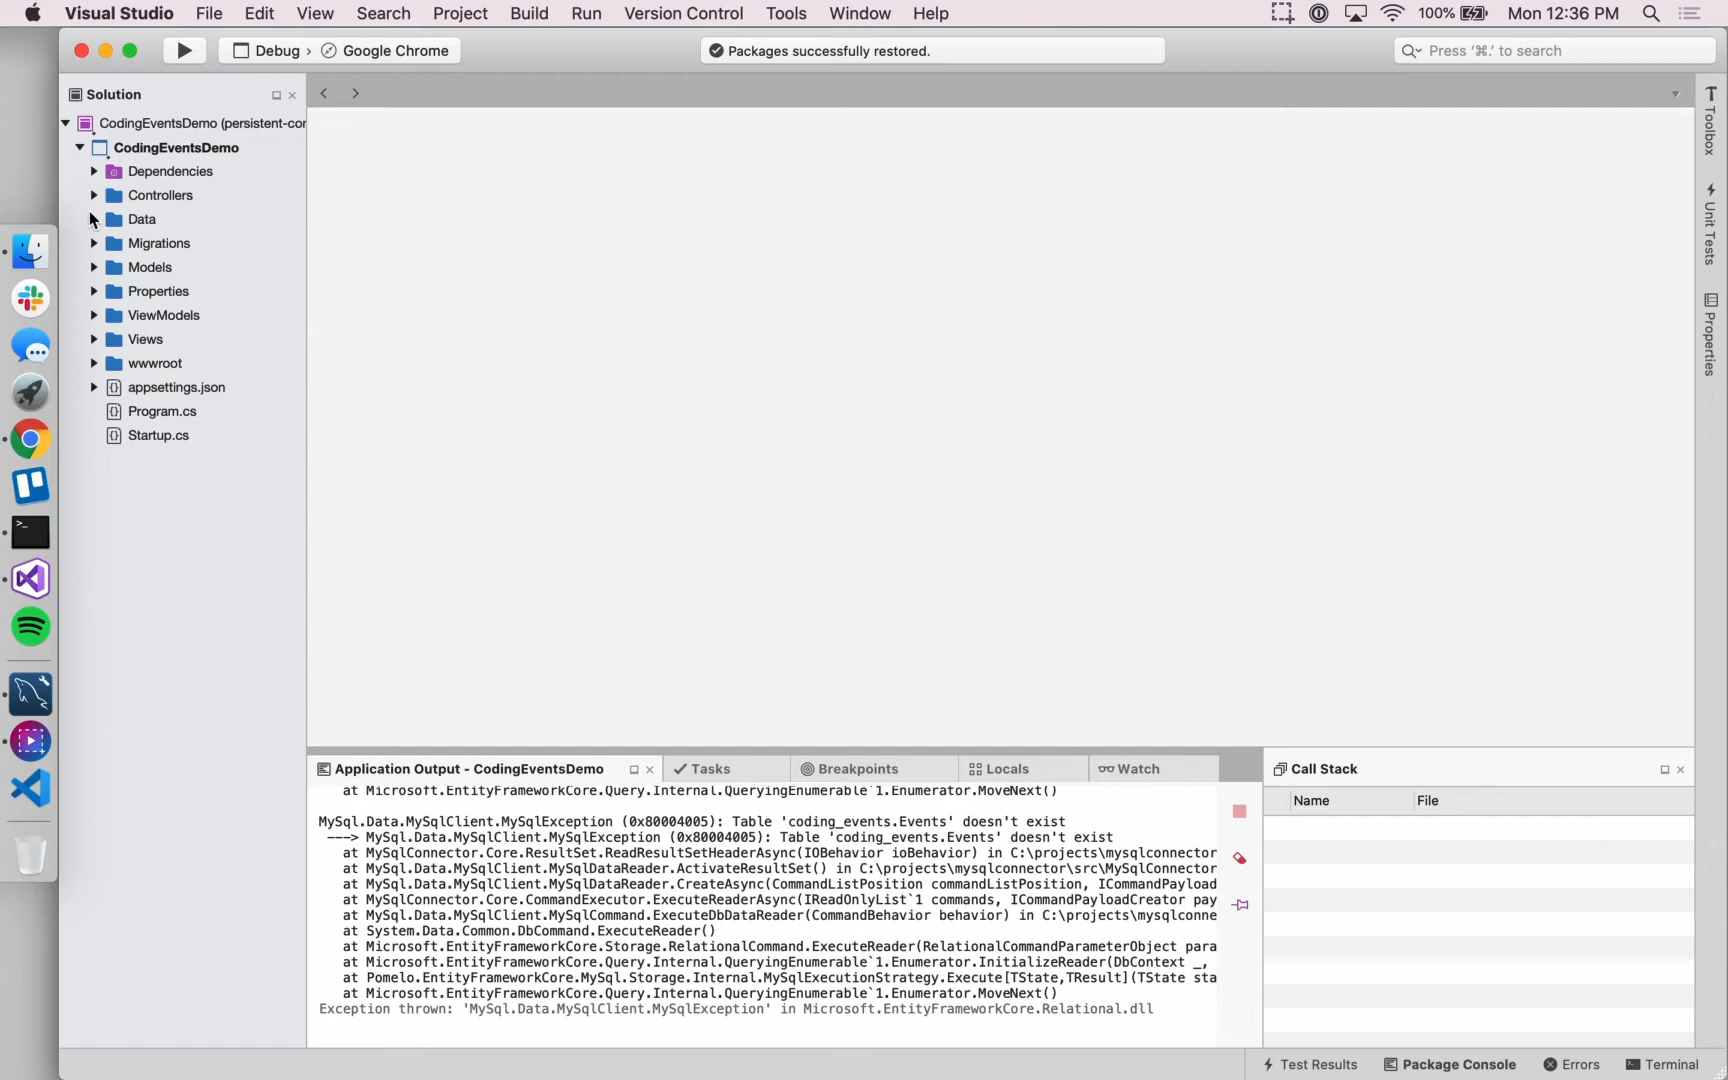 Visual Studio File Edit View Search Project Build Run Version Control Tools Window Help 100% Mon 12:36 PM
Debug › Google Chrome Packages successfully restored. Press ‘⌘.’ to search
Solution
CodingEventsDemo (persistent-cor
CodingEventsDemo
Dependencies
Controllers
Data
Migrations
Models
Properties
ViewModels
Views
wwwroot
appsettings.json
Program.cs
Startup.cs
Toolbox
Unit Tests
Properties
Application Output - CodingEventsDemo Tasks Breakpoints Locals Watch
at Microsoft.EntityFrameworkCore.Query.Internal.QueryingEnumerable`1.Enumerator.MoveNext()
MySql.Data.MySqlClient.MySqlException (0x80004005): Table 'coding_events.Events' doesn't exist
---> MySql.Data.MySqlClient.MySqlException (0x80004005): Table 'coding_events.Events' doesn't exist
at MySqlConnector.Core.ResultSet.ReadResultSetHeaderAsync(IOBehavior ioBehavior) in C:\projects\mysqlconnector
at MySql.Data.MySqlClient.MySqlDataReader.ActivateResultSet() in C:\projects\mysqlconnector\src\MySqlConnector
at MySql.Data.MySqlClient.MySqlDataReader.CreateAsync(CommandListPosition commandListPosition, ICommandPayload
at MySqlConnector.Core.CommandExecutor.ExecuteReaderAsync(IReadOnlyList`1 commands, ICommandPayloadCreator pay
at MySql.Data.MySqlClient.MySqlCommand.ExecuteDbDataReader(CommandBehavior behavior) in C:\projects\mysqlconne
at System.Data.Common.DbCommand.ExecuteReader()
at Microsoft.EntityFrameworkCore.Storage.RelationalCommand.ExecuteReader(RelationalCommandParameterObject para
at Microsoft.EntityFrameworkCore.Query.Internal.QueryingEnumerable`1.Enumerator.InitializeReader(DbContext _,
at Pomelo.EntityFrameworkCore.MySql.Storage.Internal.MySqlExecutionStrategy.Execute[TState,TResult](TState sta
at Microsoft.EntityFrameworkCore.Query.Internal.QueryingEnumerable`1.Enumerator.MoveNext()
Exception thrown: 'MySql.Data.MySqlClient.MySqlException' in Microsoft.EntityFrameworkCore.Relational.dll
Call Stack
Name File
Test Results Package Console Errors Terminal